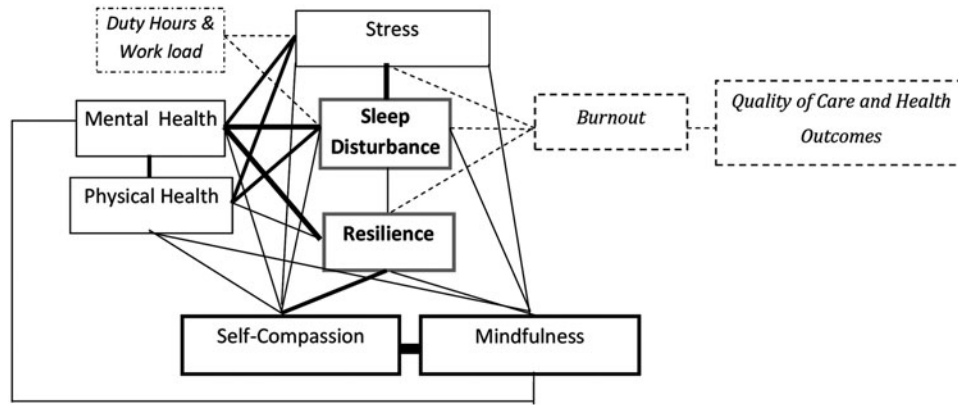 Duty Hours &
Work load
Stress
Mental Health
Sleep
Disturbance
Burnout
Quality of Care and Health
Outcomes
Physical Health
Resilience
Self-Compassion
Mindfulness